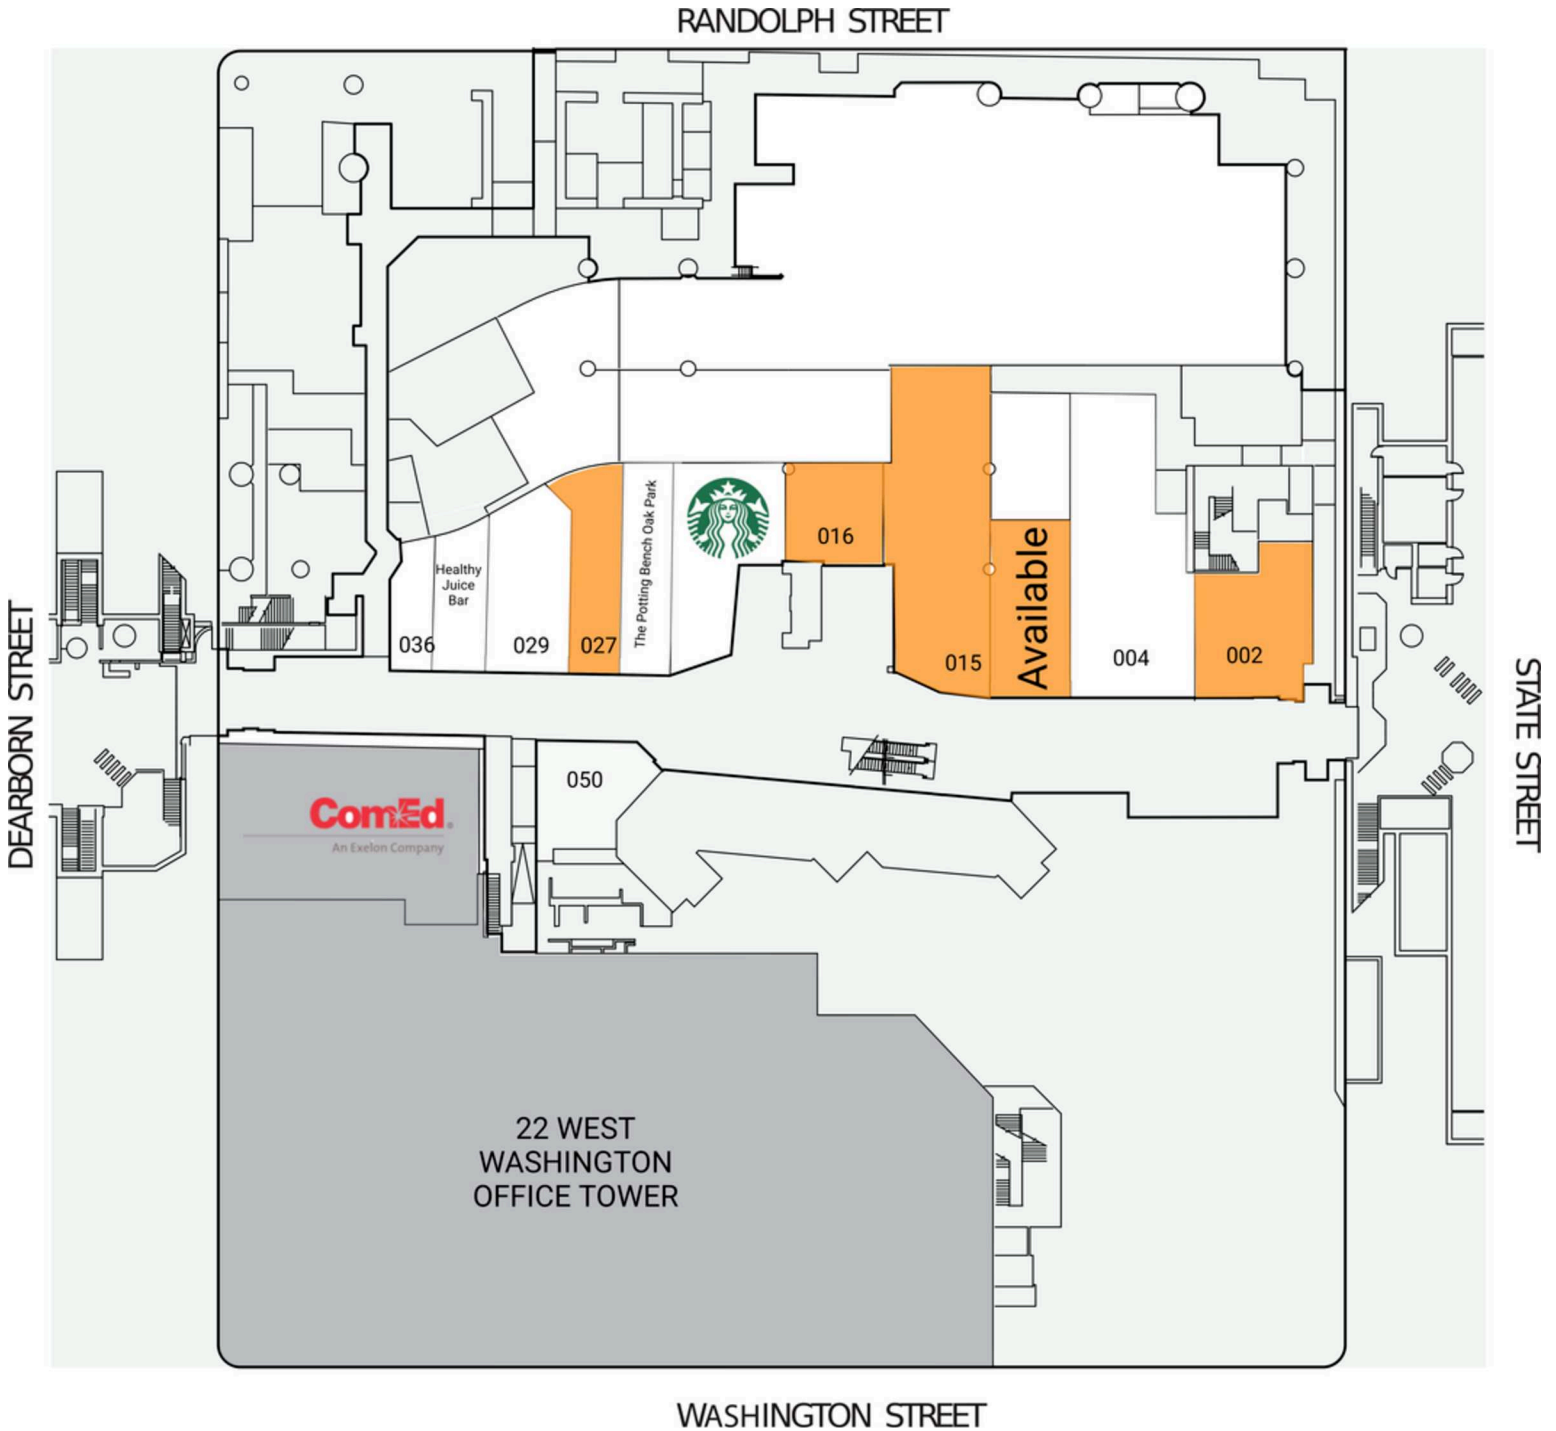 RANDOLPH STREET
The Potting Bench Oak Park
016
Available
Healthy
Juice
Bar
036
029
027
015
004
002
DEARBORN STREET
STATE STREET
050
ComEd®
An Exelon Company
22 WEST
WASHINGTON
OFFICE TOWER
WASHINGTON STREET